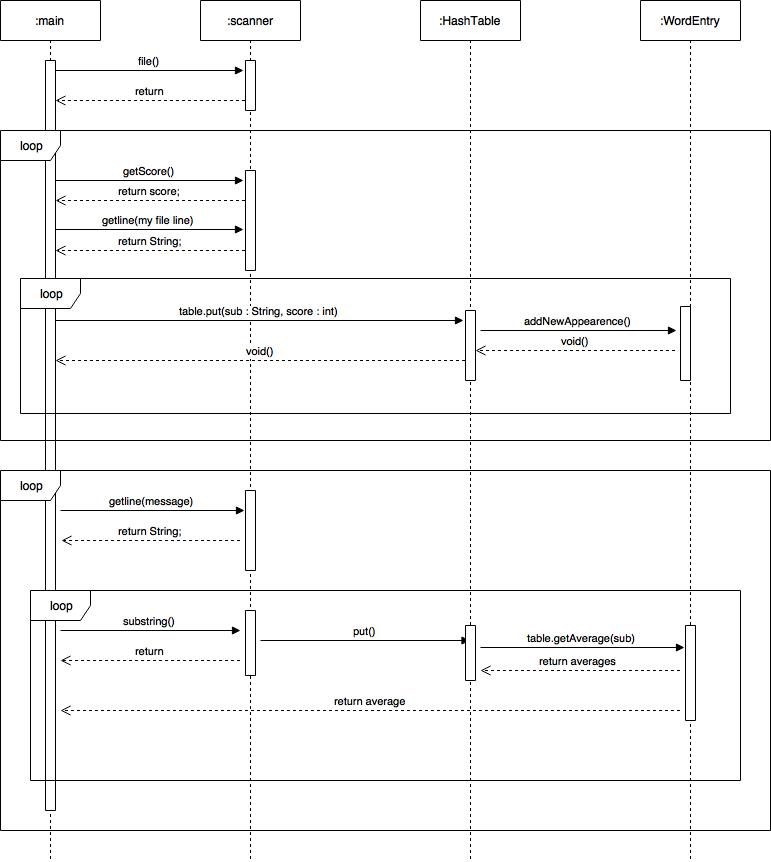 :main
:scanner
:HashTable
:WordEntry
file()
return
loop
getScore()
return score;
getline(my file line)
return String;
loop
table.put(sub : String, score : int)
addNewAppearence()
void()
void()
loop
getline(message)
return String;
loop
substring()
put()
table.getAverage(sub)
return
return averages
return average